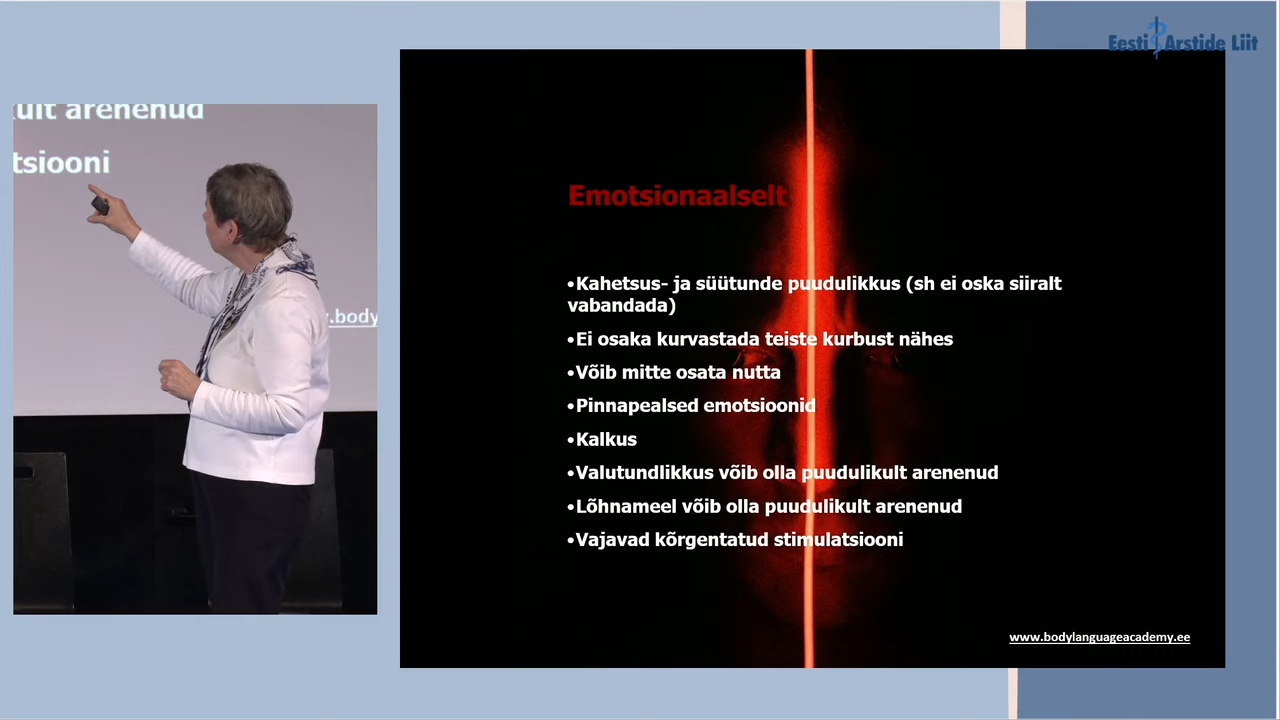 Eesti Arstide Liit
kult arenenud
tsiooni
.body
Emotsionaalselt
•Kahetsus- ja süütunde puudulikkus (sh ei oska siiralt
vabandada)
•Ei osaka kurvastada teiste kurbust nähes
•Võib mitte osata nutta
•Pinnapealsed emotsioonid
•Kalkus
•Valutundlikkus võib olla puudulikult arenenud
•Lõhnameel võib olla puudulikult arenenud
•Vajavad kõrgentatud stimulatsiooni
www.bodylanguageacademy.ee